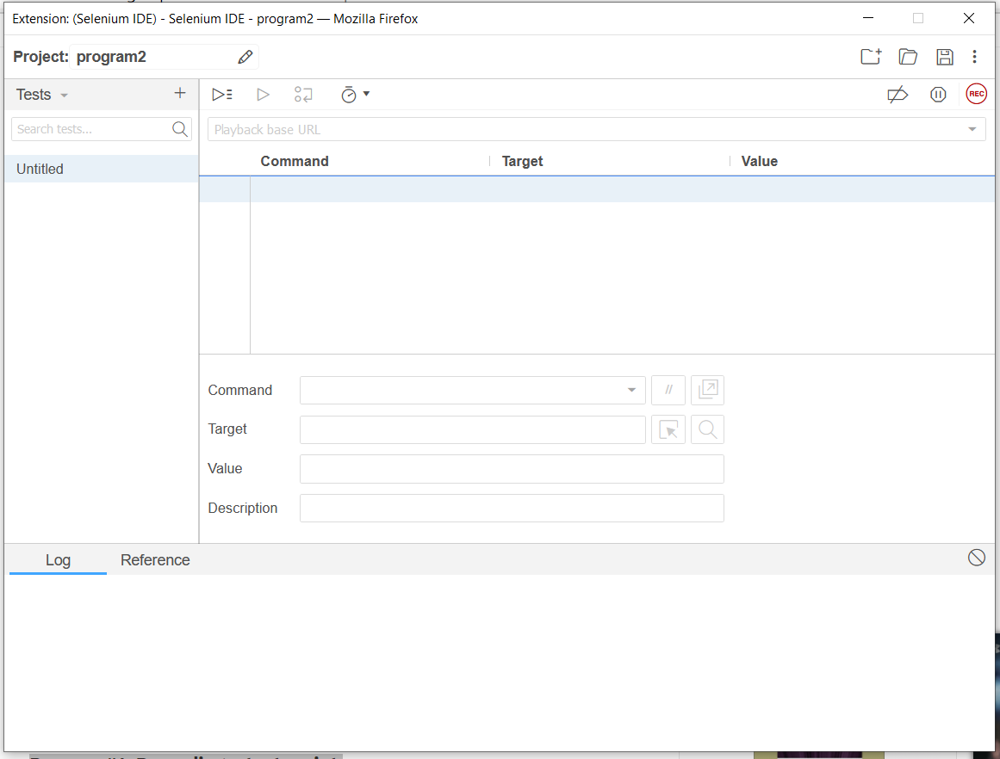 Extension: (Selenium IDE) - Selenium IDE - program2 — Mozilla Firefox
Project: program2
Tests
REC
Search tests...
Playback base URL
Command Target Value
Untitled
Command
//
Target
Value
Description
Log Reference